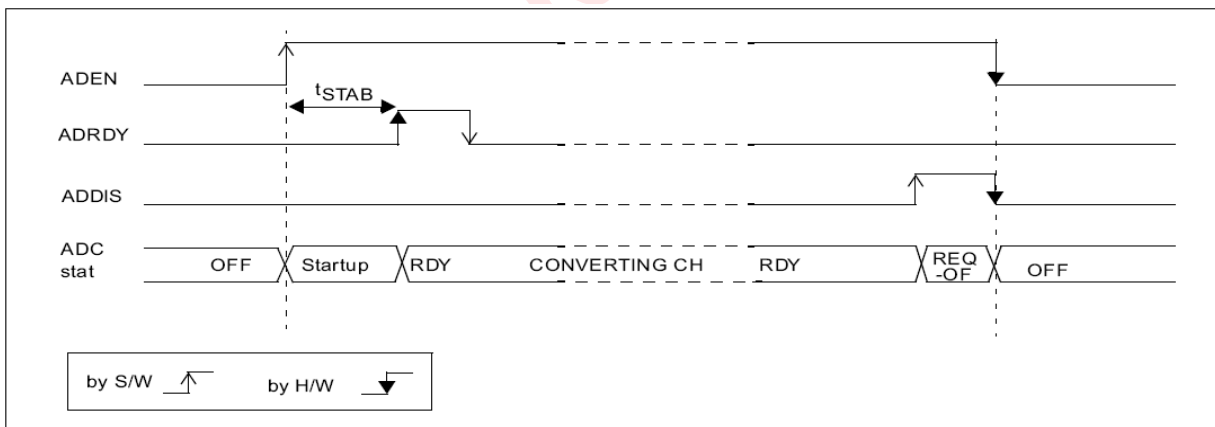 ADEN
tSTAB
ADRDY
ADDIS
ADC
stat
OFF
Startup
RDY
CONVERTING CH
RDY
REQ
-OF
OFF
by S/W
by H/W